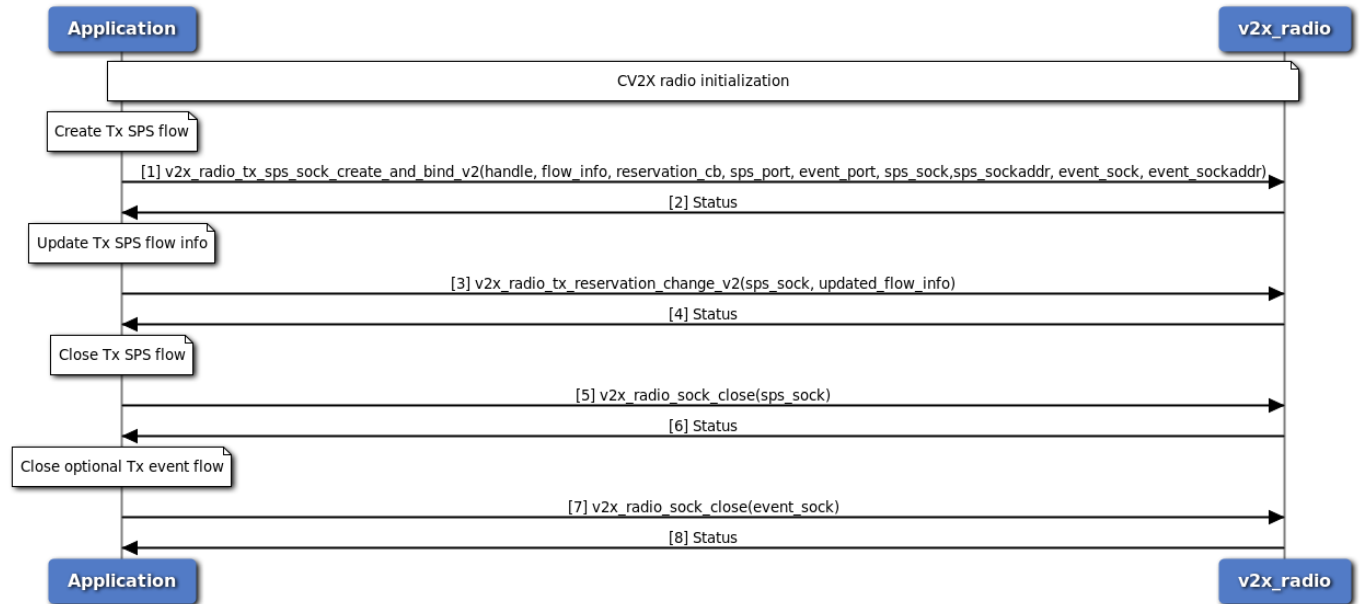 Application
v2x_radio
CV2X radio initialization
Create Tx SPS flow
[1] v2x_radio_tx_sps_sock_create_and_bind_v2(handle, flow_info, reservation_cb, sps_port, event_port, sps_sock,sps_sockaddr, event_sock, event_sockaddr)
[2] Status
Update Tx SPS flow info
[3] v2x_radio_tx_reservation_change_v2(sps_sock, updated_flow_info)
[4] Status
Close Tx SPS flow
[5] v2x_radio_sock_close(sps_sock)
[6] Status
Close optional Tx event flow
[7] v2x_radio_sock_close(event_sock)
[8] Status
Application
v2x_radio